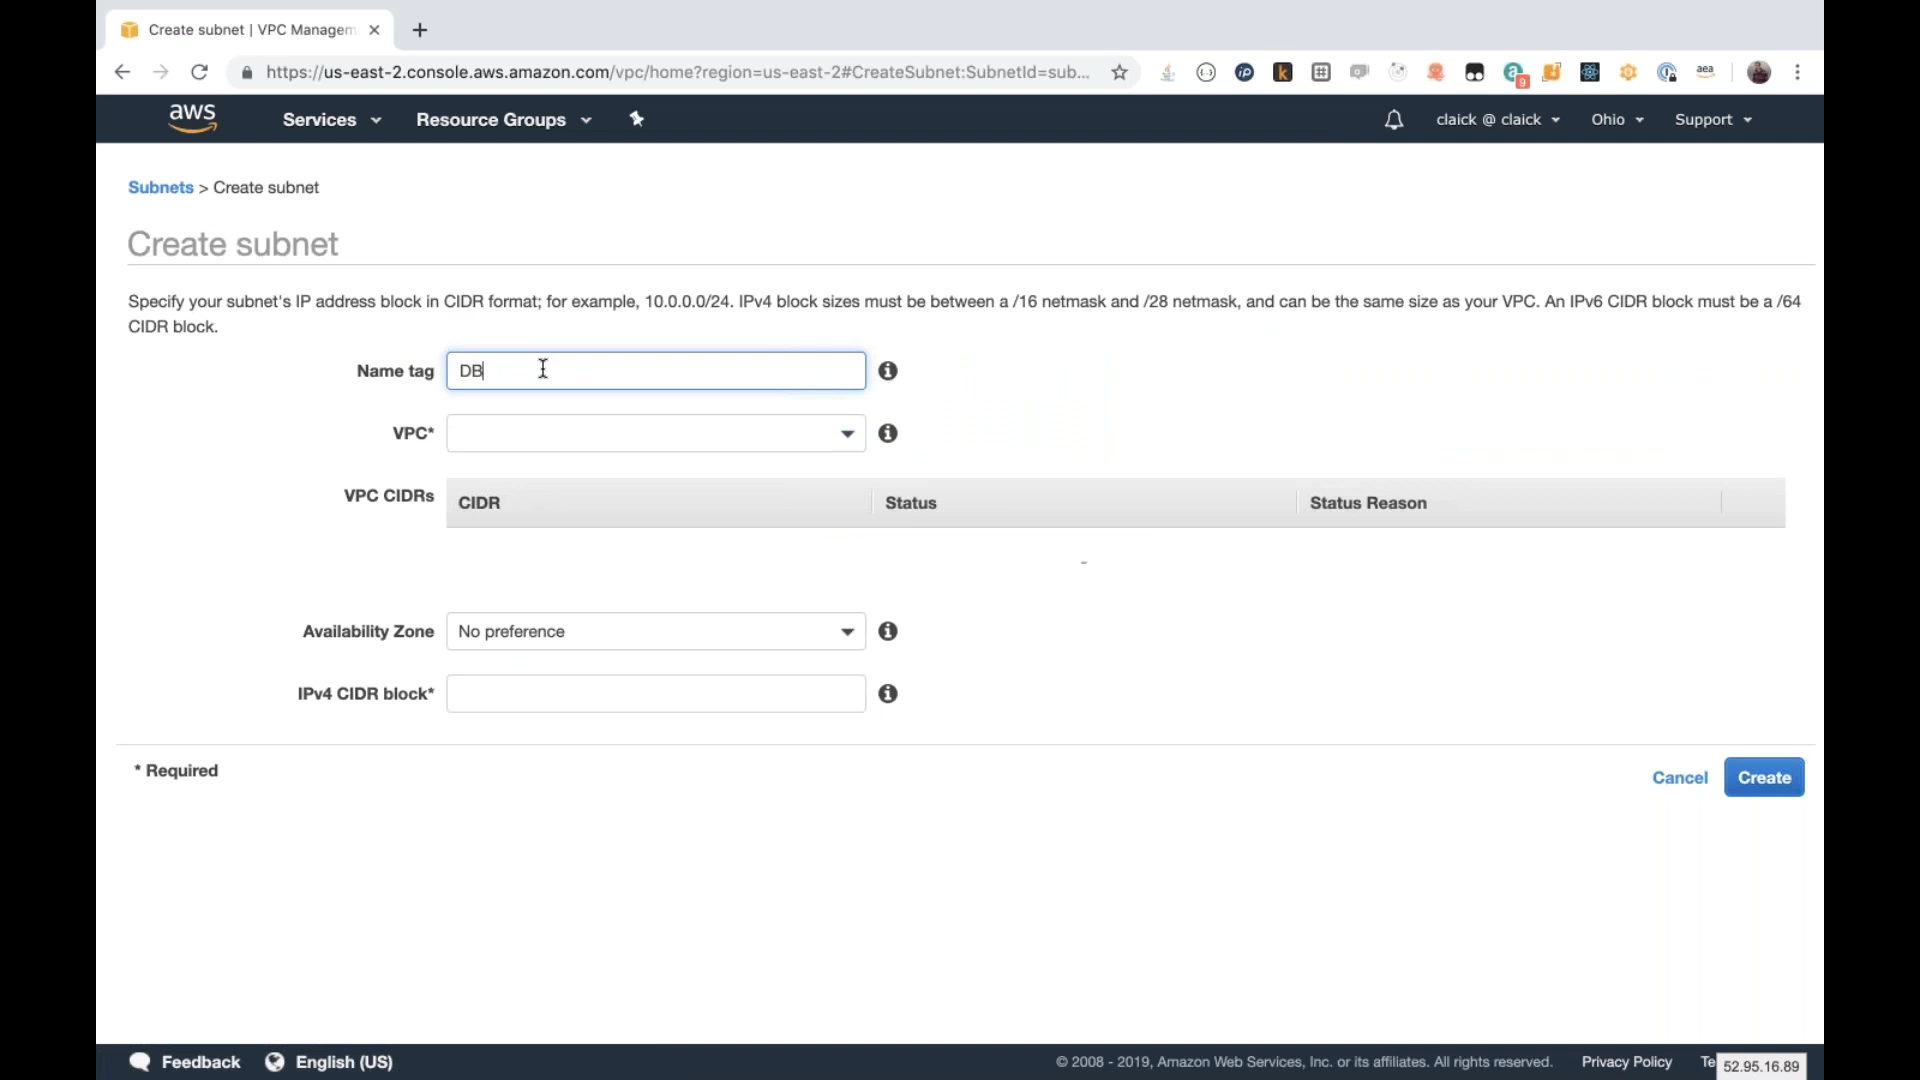 Create subnet | VPC Managem
https://us-east-2.console.aws.amazon.com/vpc/home?region=us-east-2#CreateSubnet:SubnetId=sub...
9
aea
aws
Services
Resource Groups
claick @ claick
Ohio
Support
Subnets > Create subnet
Create subnet
Specify your subnet's IP address block in CIDR format; for example, 10.0.0.0/24. IPv4 block sizes must be between a /16 netmask and /28 netmask, and can be the same size as your VPC. An IPv6 CIDR block must be a /64
CIDR block.
Name tag
DB
VPC*
VPC CIDRs
CIDR
Status
Status Reason
-
Availability Zone
No preference
IPv4 CIDR block*
* Required
Cancel
Create
Feedback
English (US)
© 2008 - 2019, Amazon Web Services, Inc. or its affiliates. All rights reserved.
Privacy Policy
Te
52.95.16.89